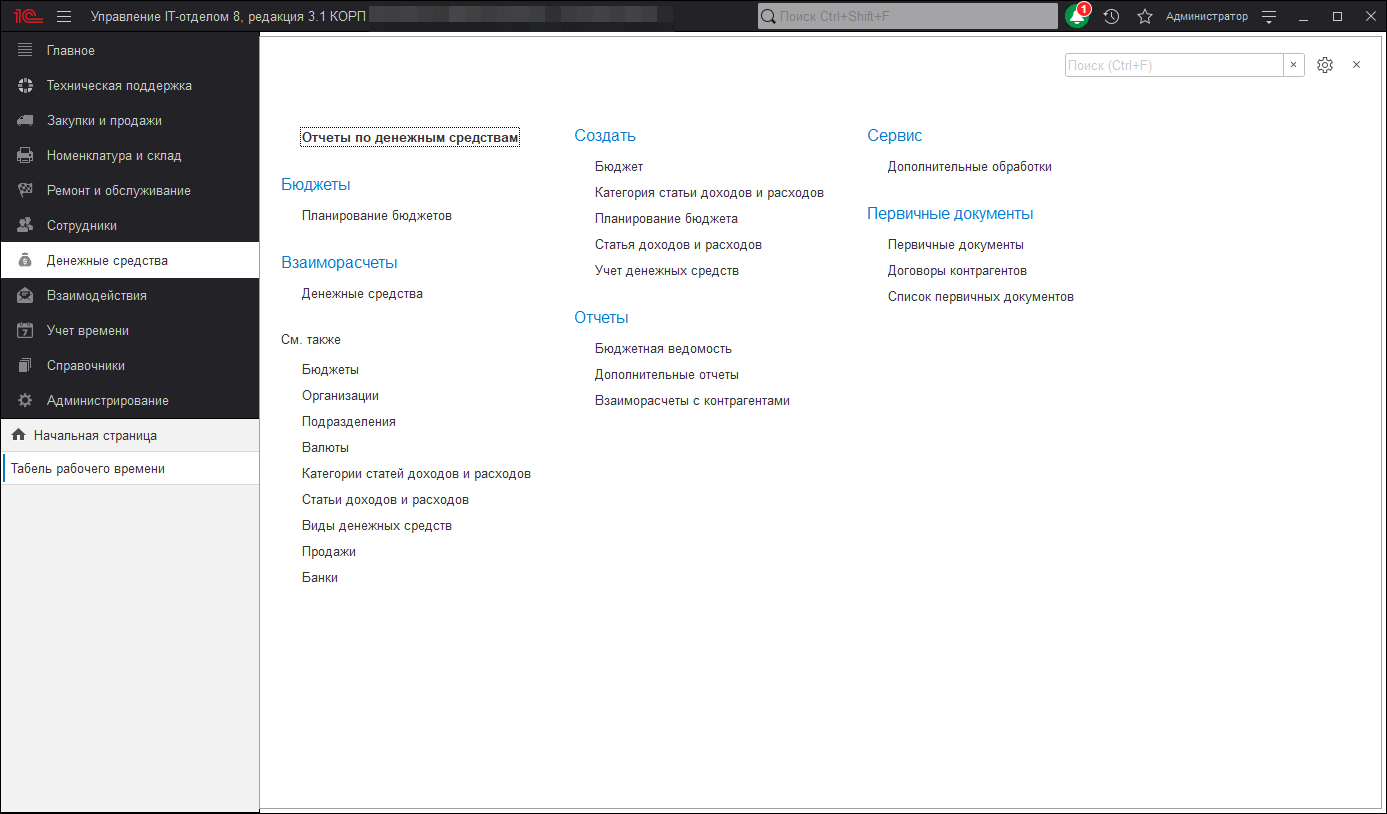 1С
Управление IT-отделом 8, редакция 3.1 КОРП
Поиск Ctrl+Shift+F
1
Администратор
Главное
Техническая поддержка
Закупки и продажи
Номенклатура и склад
Ремонт и обслуживание
Сотрудники
Денежные средства
Взаимодействия
7
Учет времени
Справочники
Администрирование
Начальная страница
Табель рабочего времени
Поиск (Ctrl+F)
Отчеты по денежным средствам
Бюджеты
Планирование бюджетов
Взаиморасчеты
Денежные средства
См. также
Бюджеты
Организации
Подразделения
Валюты
Категории статей доходов и расходов
Статьи доходов и расходов
Виды денежных средств
Продажи
Банки
Создать
Бюджет
Категория статьи доходов и расходов
Планирование бюджета
Статья доходов и расходов
Учет денежных средств
Отчеты
Бюджетная ведомость
Дополнительные отчеты
Взаиморасчеты с контрагентами
Сервис
Дополнительные обработки
Первичные документы
Первичные документы
Договоры контрагентов
Список первичных документов